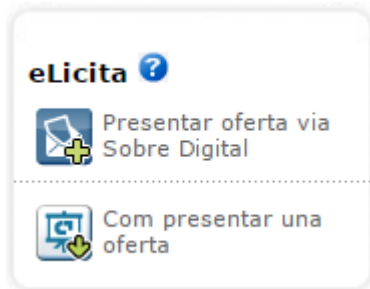 eLicita ?
Presentar oferta via
Sobre Digital
Com presentar una
oferta